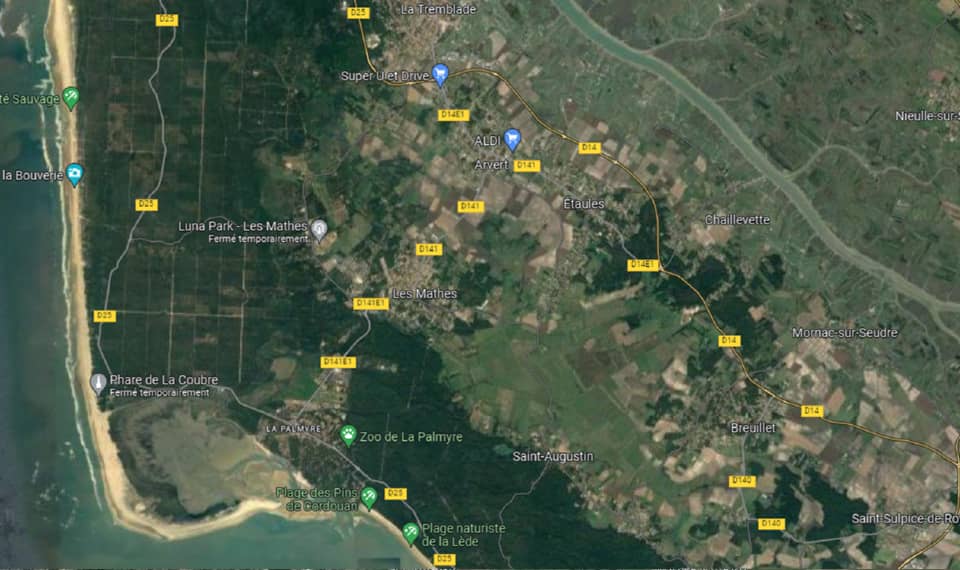 La Tremblade
D25
D25
Super U et Drive
té Sauvage
D14E1
Nieulle-sur-S
ALDI
D14
Arvert
D141
la Bouverie
D25
D141
Étaules
Chaillevette
Luna Park - Les Mathes
Fermé temporairement
D141
D14E1
Les Mathes
D141E1
D25
Mornac-sur-Seudre
D14
D141E1
Phare de La Coubre
Fermé temporairement
D14
LA PALMYRE
Zoo de La Palmyre
Breuillet
Saint-Augustin
D140
Plage des Pins
de Cordouan
D25
Saint-Sulpice-de-Ro
D140
Plage naturiste
de la Lède
D25